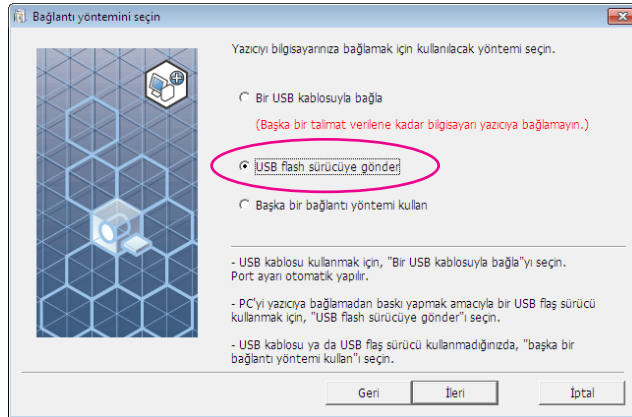 Bağlantı yöntemini seçin
Yazıcıyı bilgisayarınıza bağlamak için kullanılacak yöntemi seçin.
Bir USB kablosuyla bağla
(Başka bir talimat verilene kadar bilgisayarı yazıcıya bağlamayın.)
USB flash sürücüye gönder
Başka bir bağlantı yöntemi kullan
- USB kablosu kullanmak için, "Bir USB kablosuyla bağla"yı seçin.
Port ayarı otomatik yapılır.
- PC'yi yazıcıya bağlamadan baskı yapmak amacıyla bir USB flaş sürücü
kullanmak için, "USB flash sürücüye gönder"ı seçin.
- USB kablosu ya da USB flaş sürücü kullanmadığınızda, "başka bir
bağlantı yöntemi kullan"ı seçin.
Geri
İleri
İptal